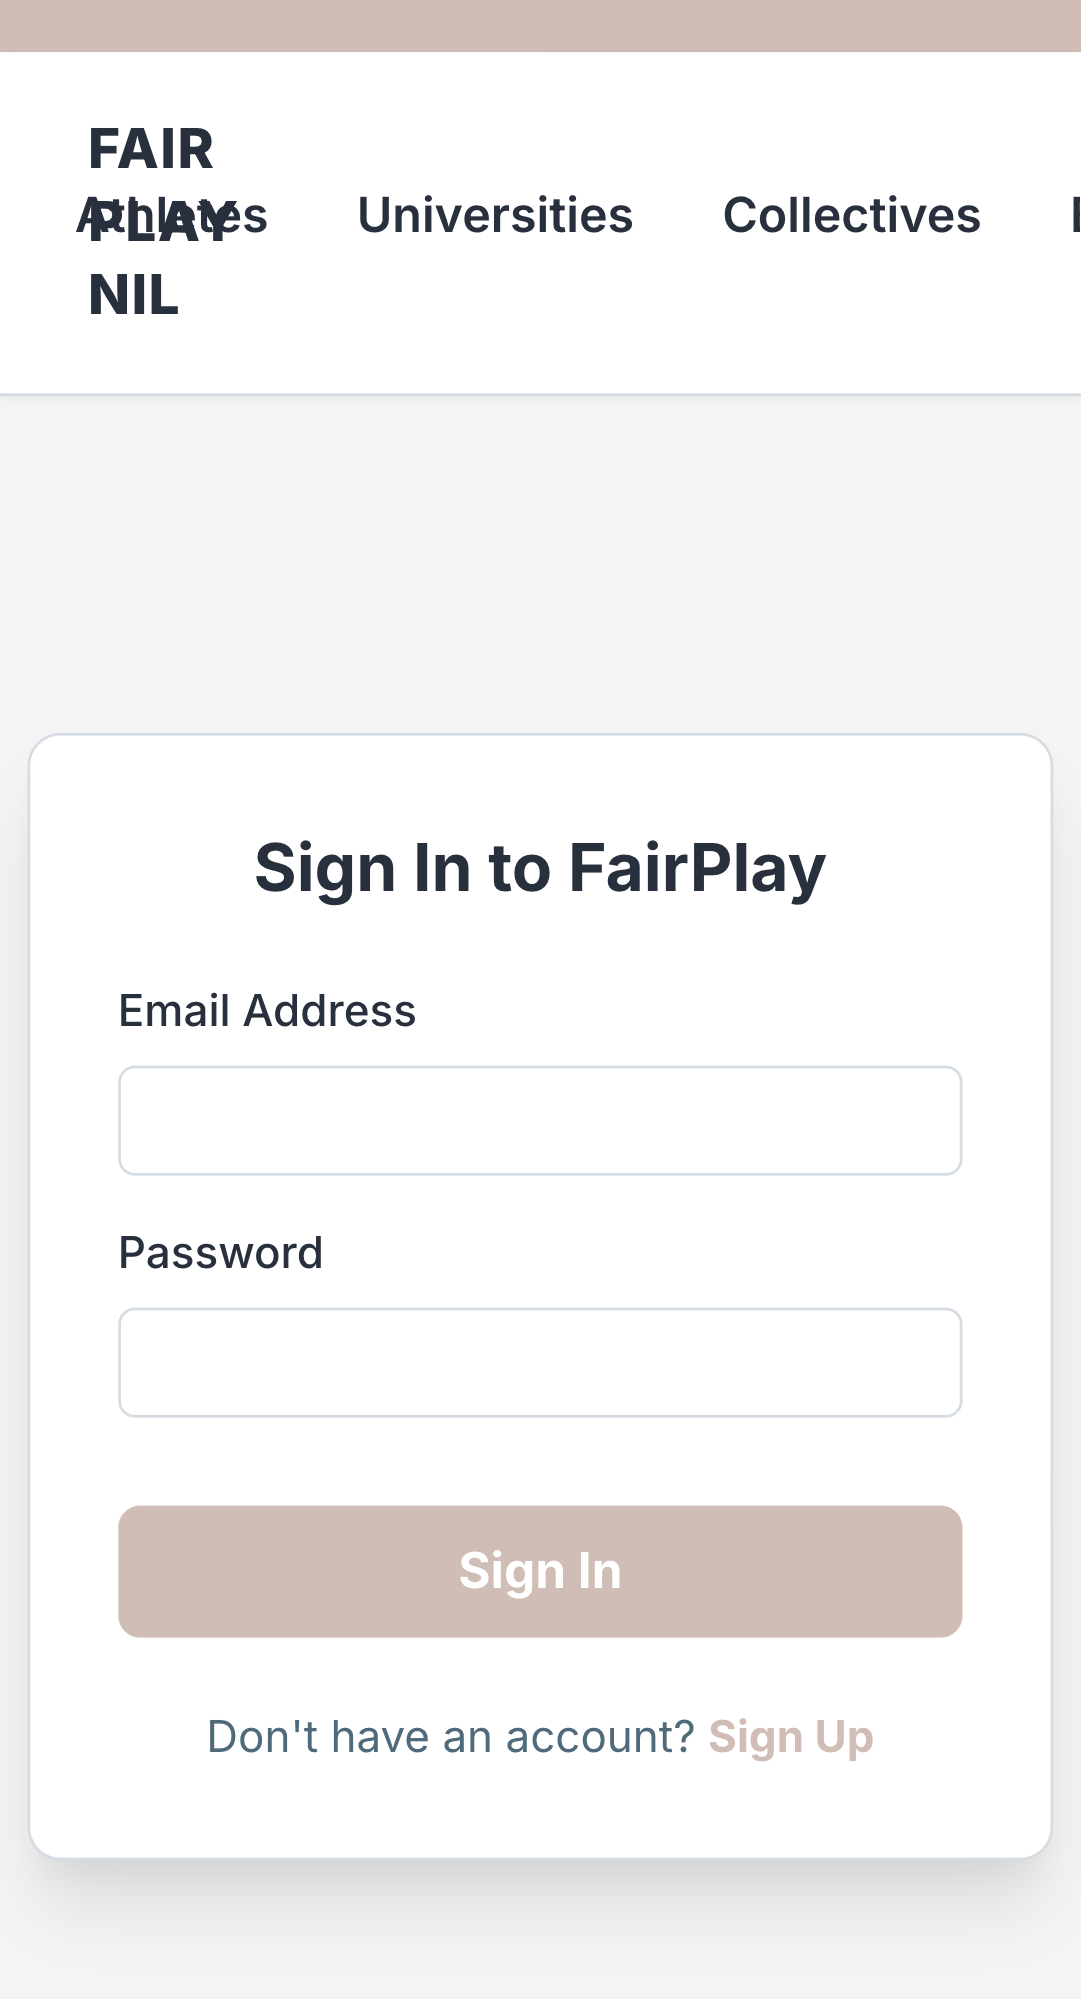 FAIR
PLAY
NIL
Athletes Universities Collectives
Sign In to FairPlay
Email Address
Password
Sign In
Don't have an account? Sign Up